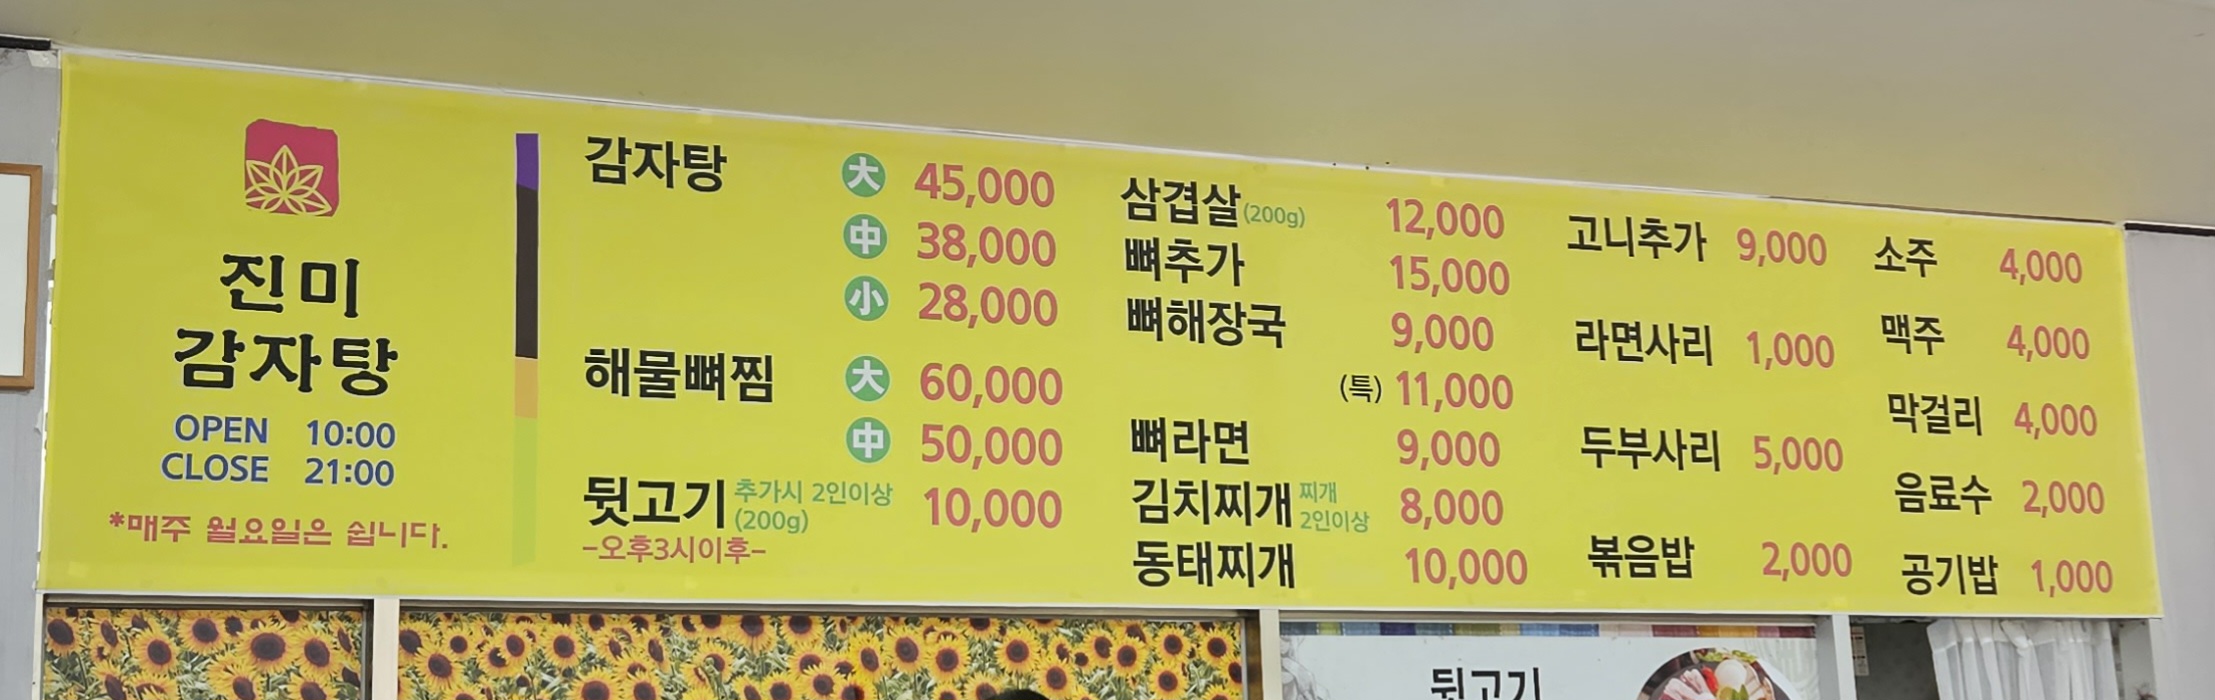 진미
감자탕
OPEN 10:00
CLOSE 21:00
*매주 월요일은 쉽니다.
감자탕 大 45,000
中 38,000
小 28,000
해물뼈찜 大 60,000
中 50,000
뒷고기 추가시 2인이상 (200g) 10,000
-오후3시이후-
삼겹살 (200g) 12,000
뼈추가 15,000
뼈해장국 9,000
(특) 11,000
뼈라면 9,000
김치찌개 찌개 2인이상 8,000
동태찌개 10,000
고니추가 9,000
라면사리 1,000
두부사리 5,000
볶음밥 2,000
소주 4,000
맥주 4,000
막걸리 4,000
음료수 2,000
공기밥 1,000
뒷고기